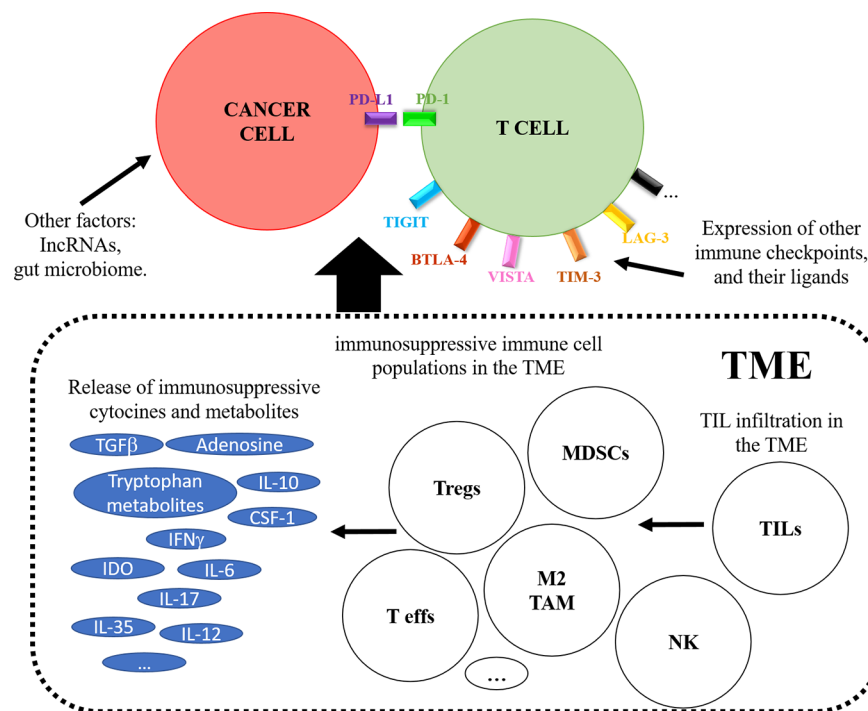 CANCER
CELL
PD-L1
PD-1
T CELL
TIGIT
BTLA-4
VISTA
TIM-3
LAG-3
...
Other factors:
lncRNAs,
gut microbiome.
Expression of other
immune checkpoints,
and their ligands
immunosuppressive immune cell
populations in the TME
TME
Release of immunosuppressive
cytocines and metabolites
TIL infiltration in
the TME
TGFβ
Adenosine
Tryptophan
metabolites
IL-10
CSF-1
IFNγ
IDO
IL-6
IL-17
IL-35
IL-12
...
Tregs
MDSCs
TILs
M2
TAM
T effs
NK
...